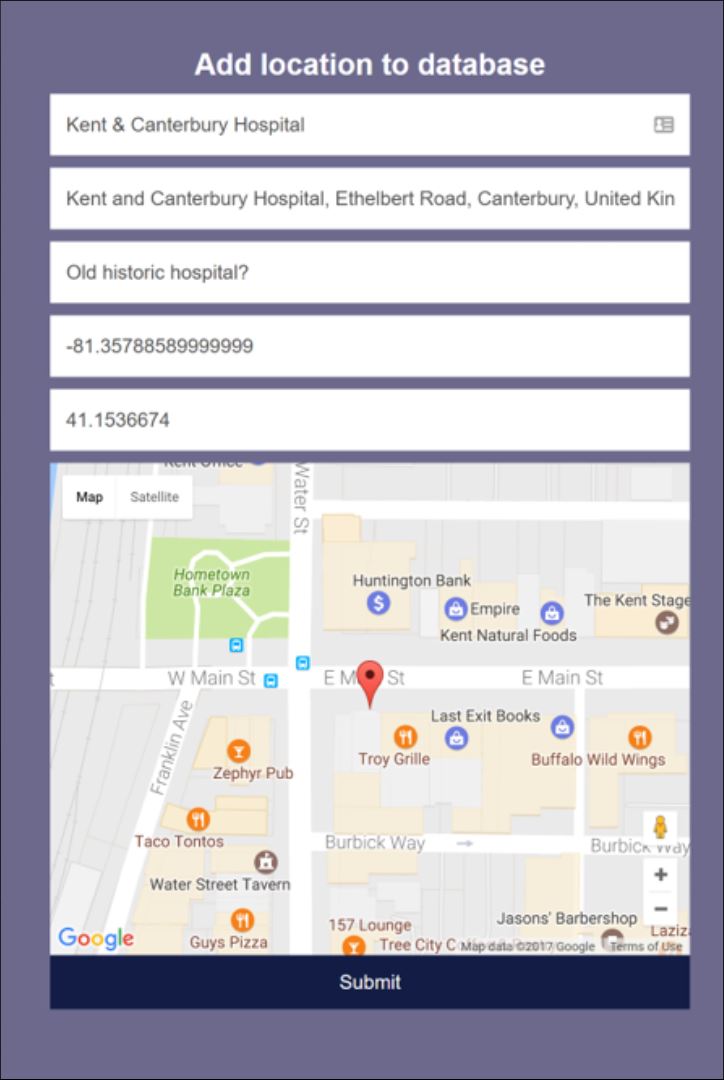 Add location to database
Kent & Canterbury Hospital
Kent and Canterbury Hospital, Ethelbert Road, Canterbury, United Kin
Old historic hospital?
-81.35788589999999
41.1536674
Kent Office
Map Satellite
Water St
Hometown
Bank Plaza
Huntington Bank
Empire
The Kent Stage
Kent Natural Foods
W Main St
E Main St
E Main St
Franklin Ave
Last Exit Books
Troy Grille
Buffalo Wild Wings
Zephyr Pub
Taco Tontos
Burbick Way
Burbick Way
Water Street Tavern
Jasons' Barbershop
157 Lounge
Laziz
Google
Guys Pizza
Tree City
Map data ©2017 Google
Terms of Use
Submit